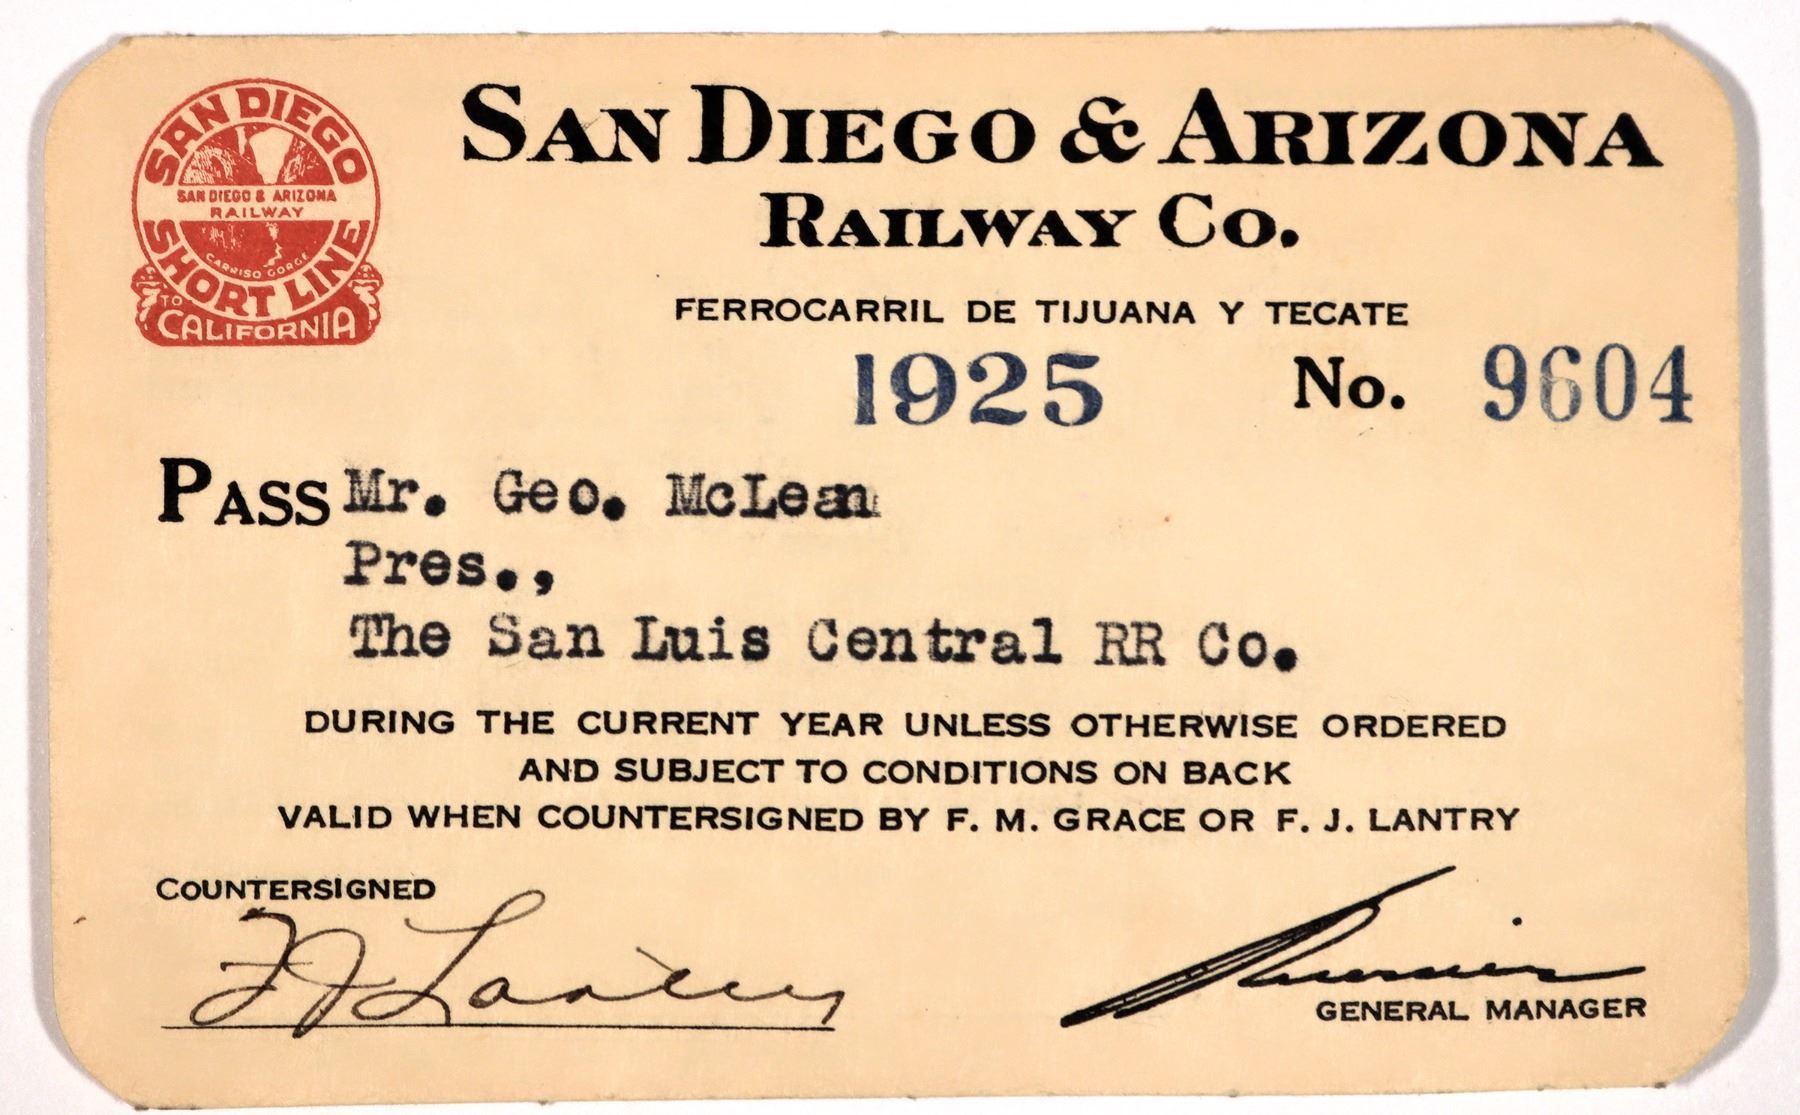 SAN DIEGO
SAN DIEGO & ARIZONA
RAILWAY
CARRISO GORGE
SHORT LINE
TO
CALIFORNIA
SAN DIEGO & ARIZONA
RAILWAY CO.
FERROCARRIL DE TIJUANA Y TECATE
1925 No. 9604
PASS Mr. Geo. McLean
Pres.,
The San Luis Central RR Co.
DURING THE CURRENT YEAR UNLESS OTHERWISE ORDERED
AND SUBJECT TO CONDITIONS ON BACK
VALID WHEN COUNTERSIGNED BY F. M. GRACE OR F. J. LANTRY
COUNTERSIGNED
F J Lantry
GENERAL MANAGER